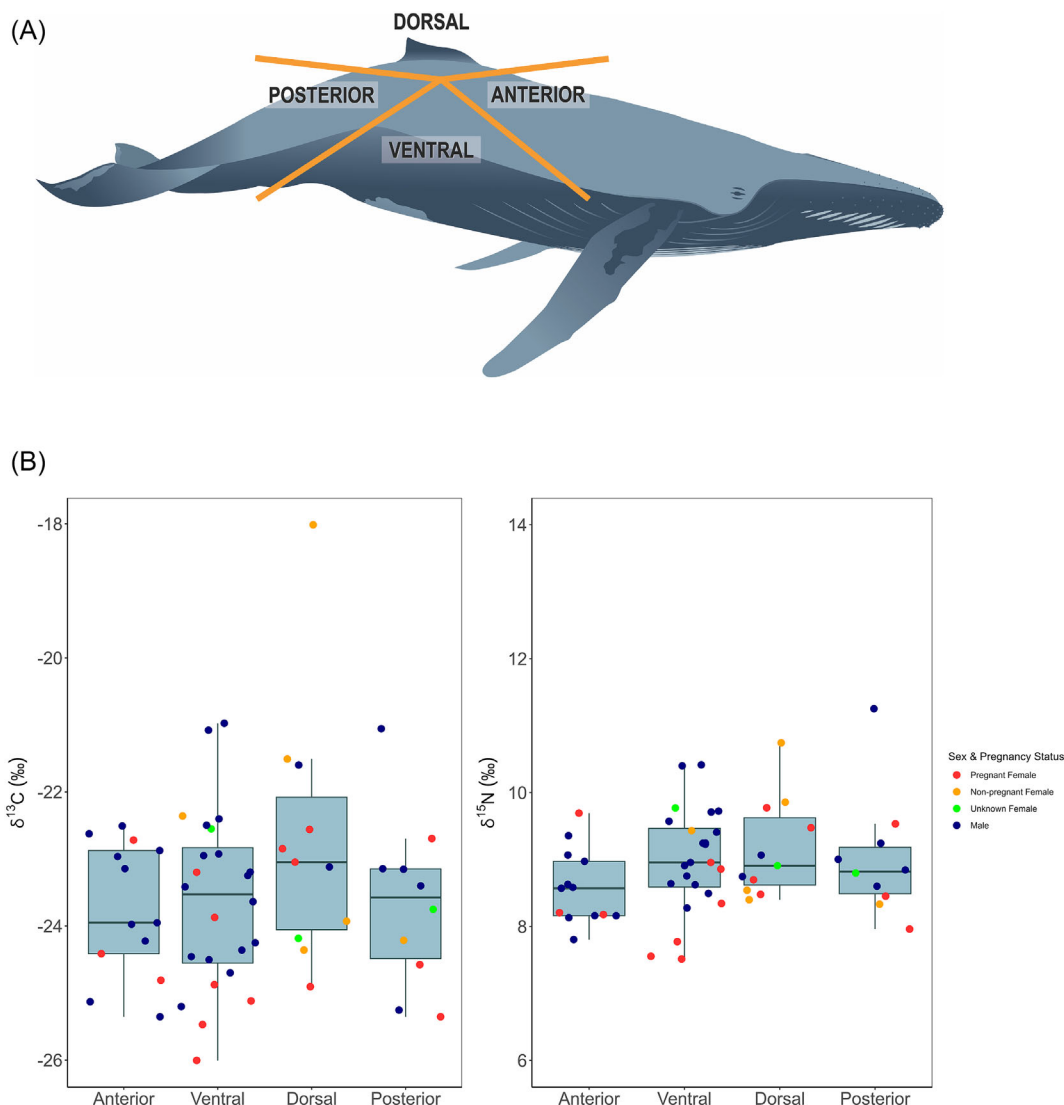 (A)
DORSAL
POSTERIOR
ANTERIOR
VENTRAL
(B)
δ¹³C (‰)
-18
-20
-22
-24
-26
Anterior Ventral Dorsal Posterior
δ¹⁵N (‰)
14
12
10
8
6
Anterior Ventral Dorsal Posterior
Sex & Pregnancy Status
Pregnant Female
Non-pregnant Female
Unknown Female
Male